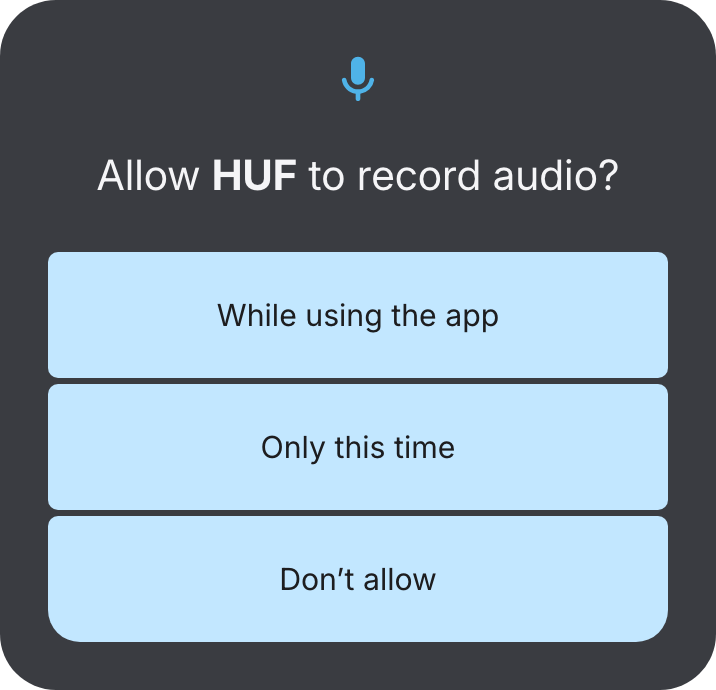 Allow HUF to record audio?
While using the app
Only this time
Don’t allow